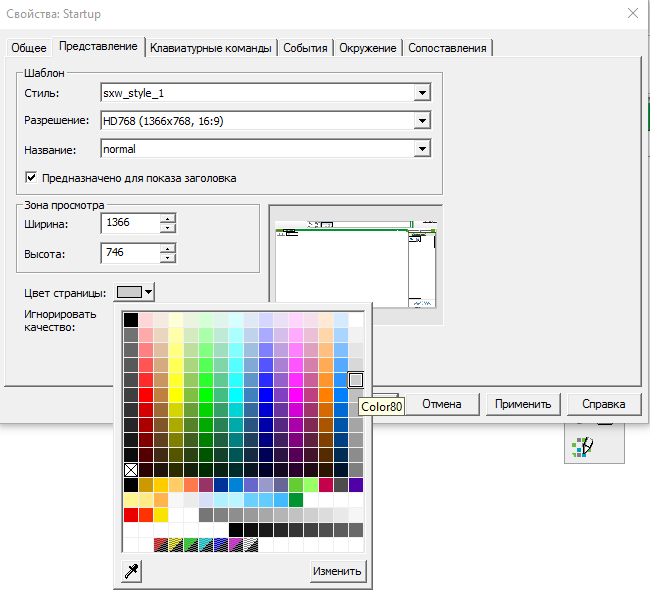 Свойства: Startup
Общее
Представление
Клавиатурные команды
События
Окружение
Сопоставления
Шаблон
Стиль:
sxw_style_1
Разрешение:
HD768 (1366x768, 16:9)
Название:
normal
Предназначено для показа заголовка
Зона просмотра
Ширина:
1366
Высота:
746
Цвет страницы:
Игнорировать
качество:
Color80
Отмена
Применить
Справка
Изменить